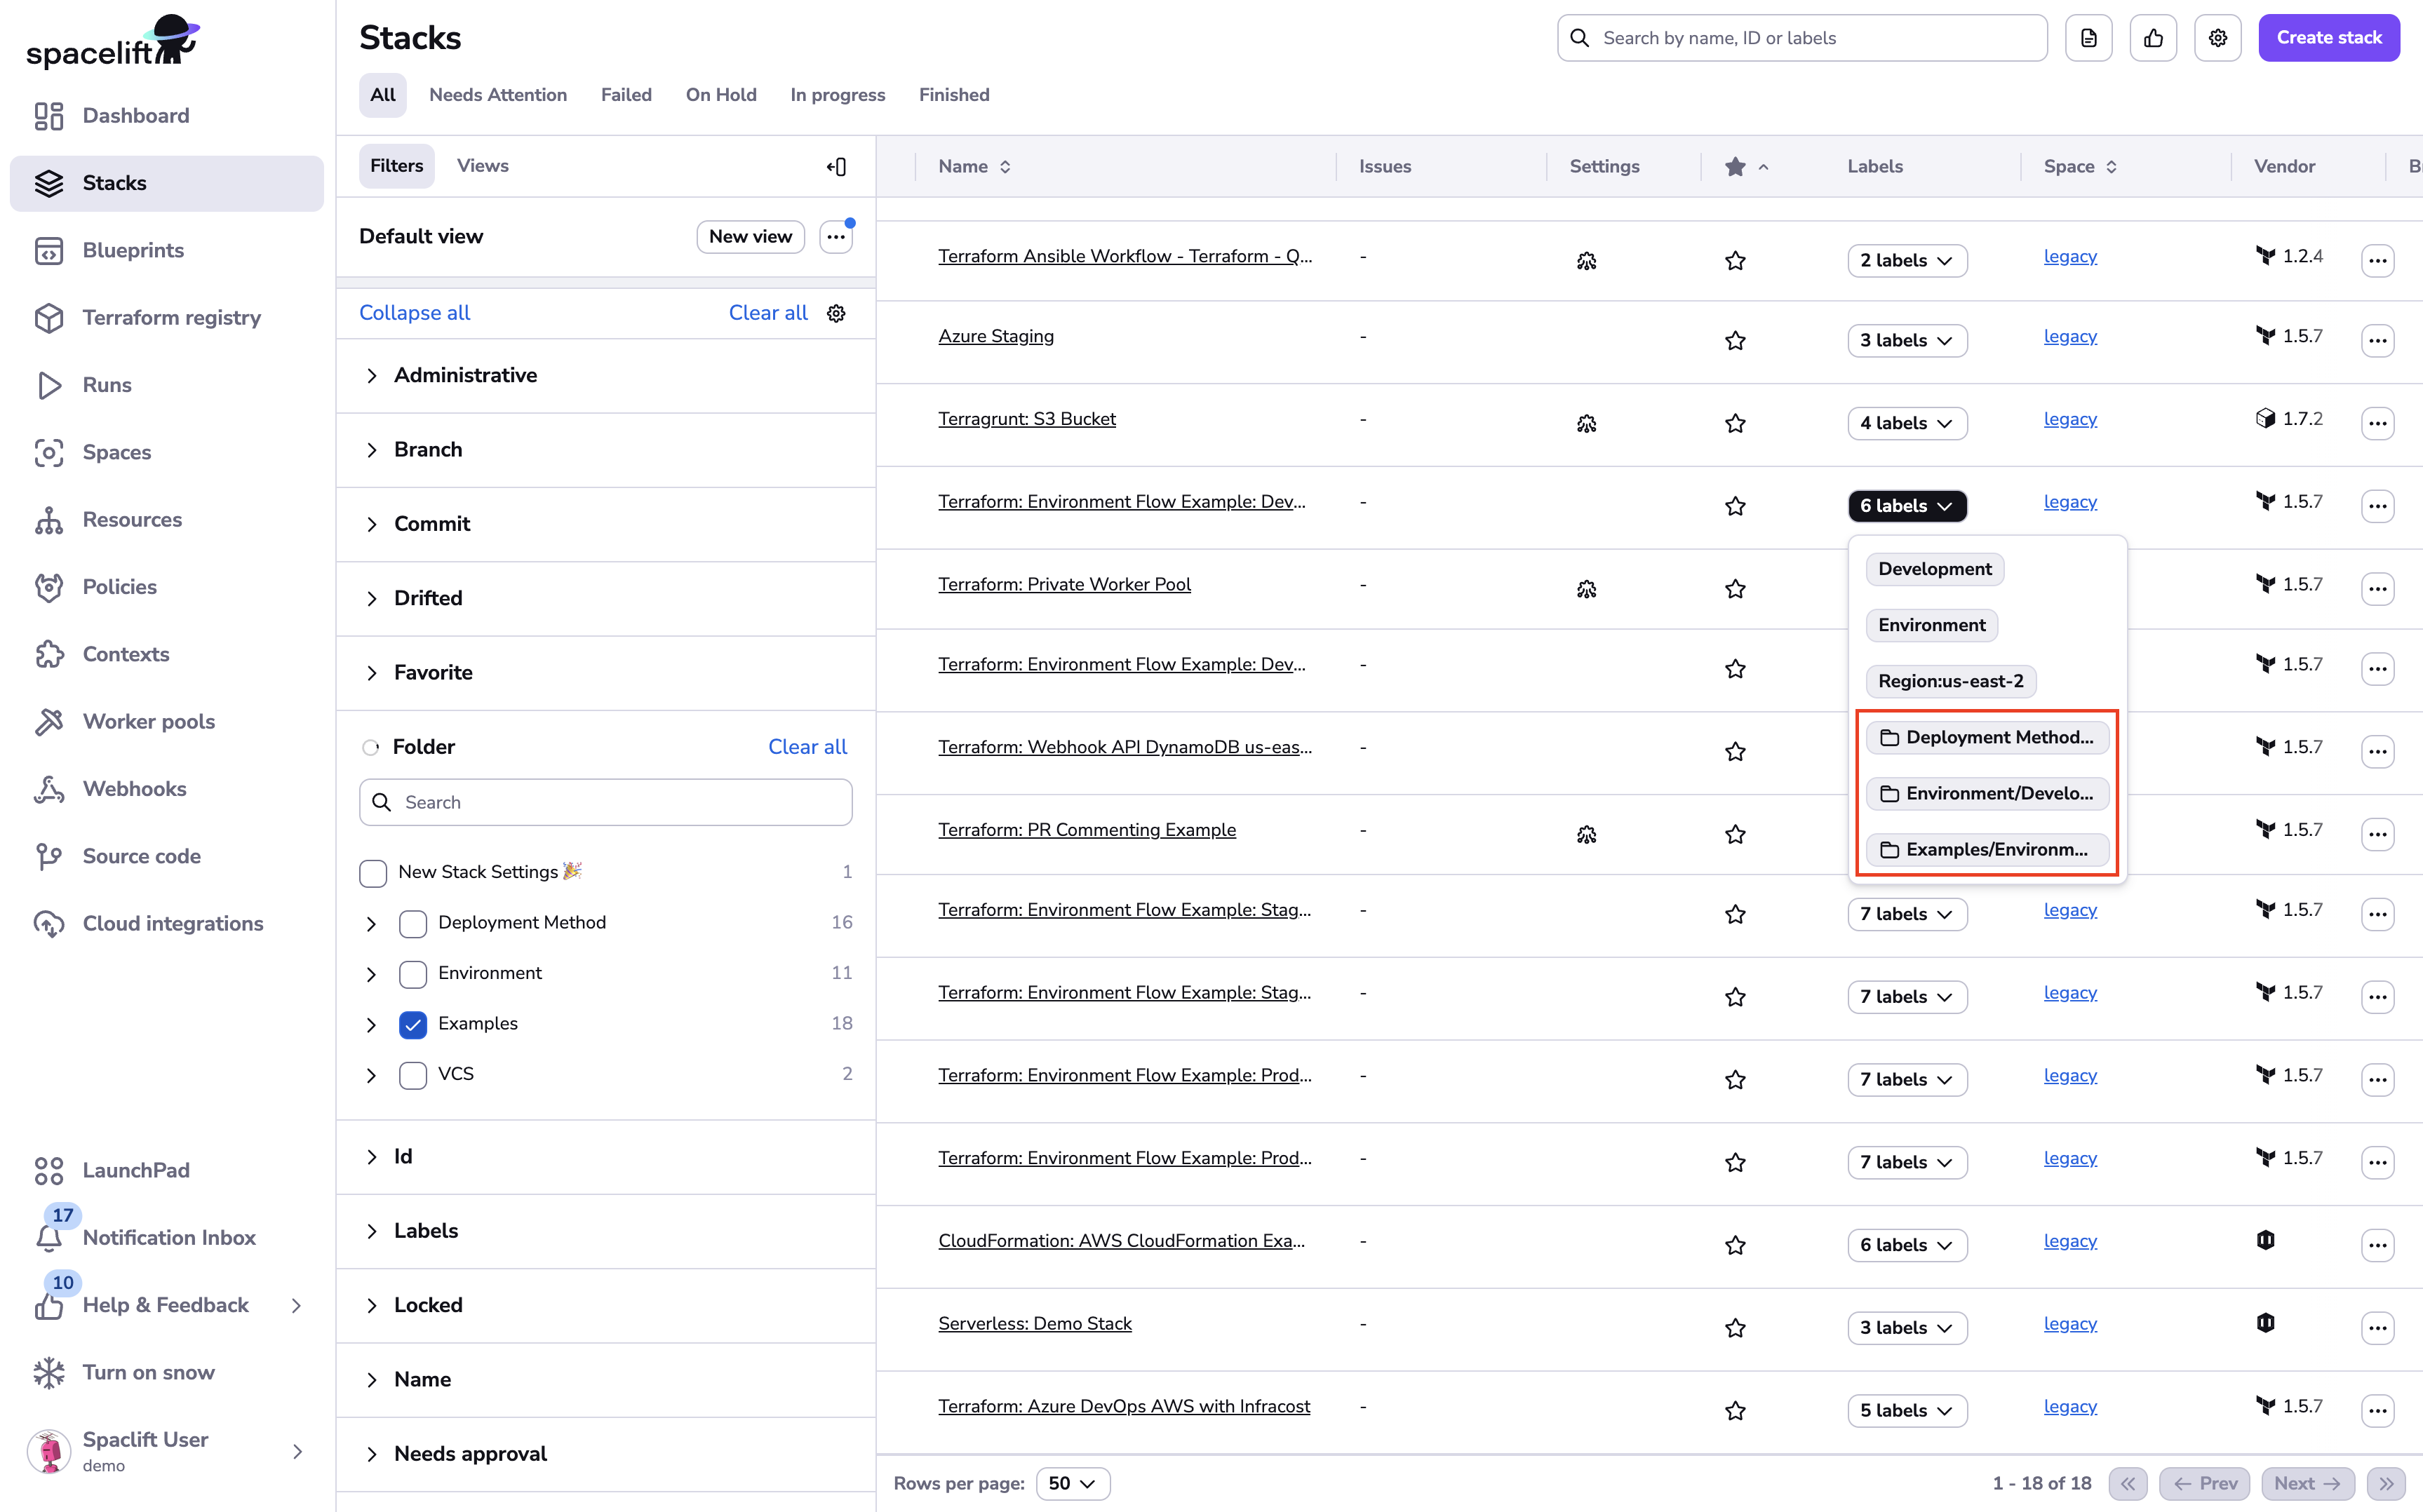 spacelift
Dashboard
Stacks
Blueprints
Terraform registry
Runs
Spaces
Resources
Policies
Contexts
Worker pools
Webhooks
Source code
Cloud integrations
LaunchPad
17
Notification Inbox
10
Help & Feedback
Turn on snow
Spaclift User
demo
Stacks
Search by name, ID or labels
Create stack
All Needs Attention Failed On Hold In progress Finished
Filters Views
Default view New view
Collapse all Clear all
Administrative
Branch
Commit
Drifted
Favorite
Folder Clear all
Search
New Stack Settings 🎉 1
Deployment Method 16
Environment 11
Examples 18
VCS 2
Id
Labels
Locked
Name
Needs approval
Name Issues Settings Labels Space Vendor B
Terraform Ansible Workflow - Terraform - Q... - 2 labels legacy 1.2.4
Azure Staging - 3 labels legacy 1.5.7
Terragrunt: S3 Bucket - 4 labels legacy 1.7.2
Terraform: Environment Flow Example: Dev... - 6 labels legacy 1.5.7
Development
Environment
Region:us-east-2
Deployment Method...
Environment/Develo...
Examples/Environm...
Terraform: Private Worker Pool - 1.5.7
Terraform: Environment Flow Example: Dev... - 1.5.7
Terraform: Webhook API DynamoDB us-eas... - 1.5.7
Terraform: PR Commenting Example - 1.5.7
Terraform: Environment Flow Example: Stag... - 7 labels legacy 1.5.7
Terraform: Environment Flow Example: Stag... - 7 labels legacy 1.5.7
Terraform: Environment Flow Example: Prod... - 7 labels legacy 1.5.7
Terraform: Environment Flow Example: Prod... - 7 labels legacy 1.5.7
CloudFormation: AWS CloudFormation Exa... - 6 labels legacy
Serverless: Demo Stack - 3 labels legacy
Terraform: Azure DevOps AWS with Infracost - 5 labels legacy 1.5.7
Rows per page: 50 1 - 18 of 18 Prev Next